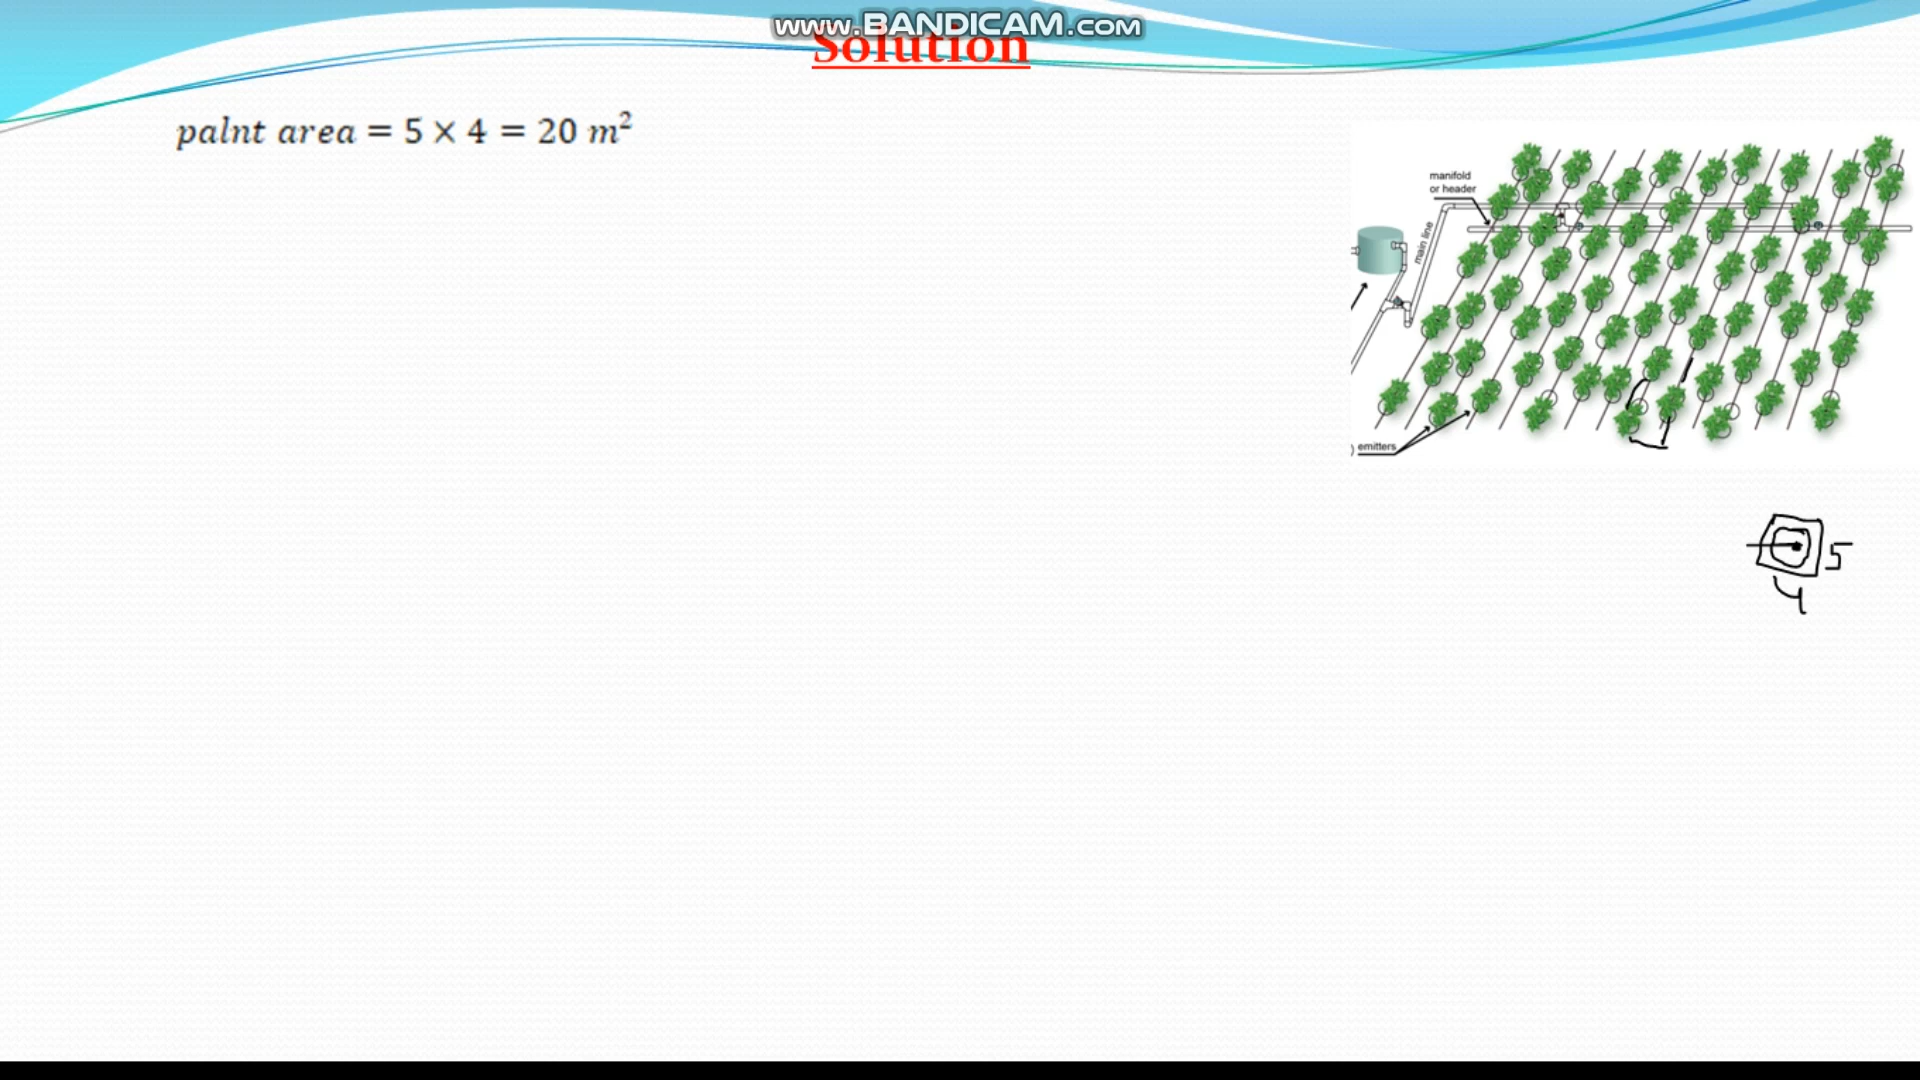 www.BANDICAM.com
Solution
palnt area = 5 × 4 = 20 m²
manifold
or header
main line
emitters
5
4